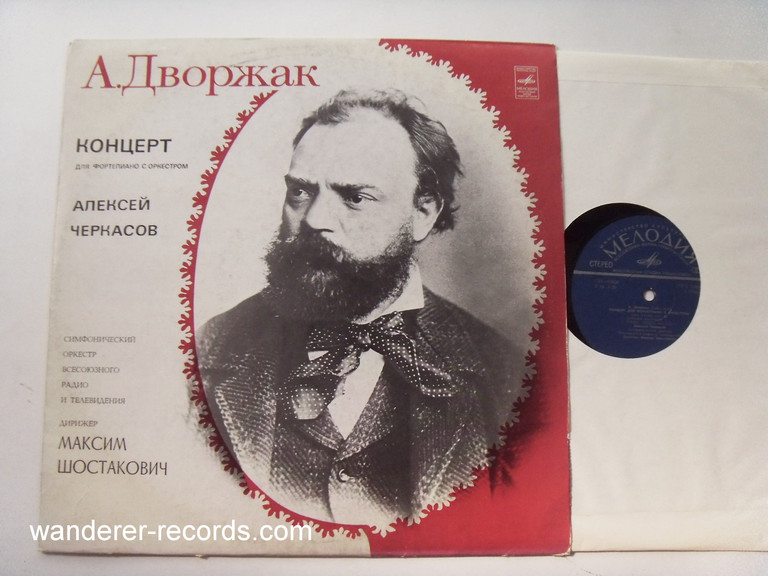 А.Дворжак
КОНЦЕРТ
ДЛЯ ФОРТЕПИАНО С ОРКЕСТРОМ
АЛЕКСЕЙ
ЧЕРКАСОВ
СИМФОНИЧЕСКИЙ
ОРКЕСТР
ВСЕСОЮЗНОГО
РАДИО
И ТЕЛЕВИДЕНИЯ
ДИРИЖЕР
МАКСИМ
ШОСТАКОВИЧ
МЕЛОДИЯ
МЕЛОДИЯ
СТЕРЕО
wanderer-records.com